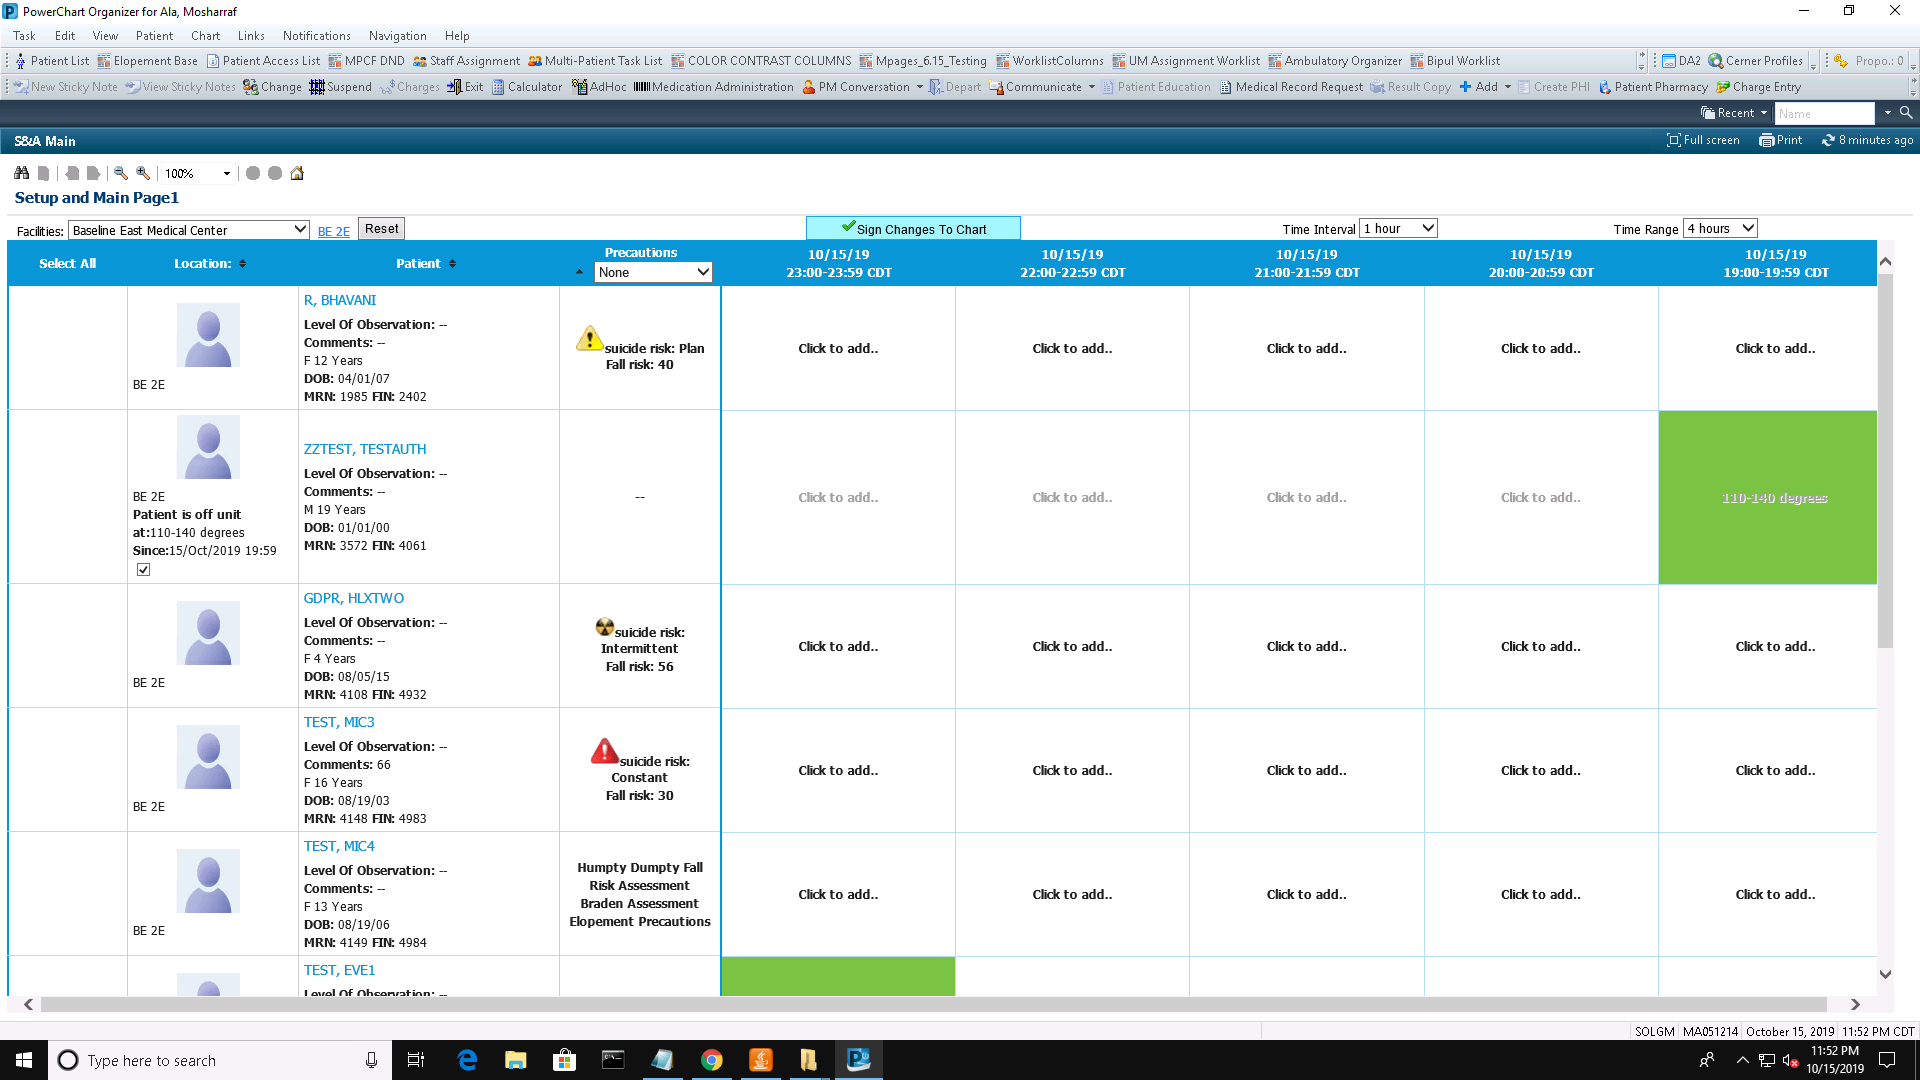 PowerChart Organizer for Ala, Mosharraf
Task Edit View Patient Chart Links Notifications Navigation Help
Patient List Elopement Base Patient Access List MPCF DND Staff Assignment Multi-Patient Task List COLOR CONTRAST COLUMNS Mpages_6.15_Testing WorklistColumns UM Assignment Worklist Ambulatory Organizer Bipul Worklist DA2 Cerner Profiles Propo.: 0
New Sticky Note View Sticky Notes Change Suspend Charges Exit Calculator AdHoc Medication Administration PM Conversation Depart Communicate Patient Education Medical Record Request Result Copy Add Create PHI Patient Pharmacy Charge Entry
Recent Name
S&A Main Full screen Print 8 minutes ago
100%
Setup and Main Page1
Facilities: Baseline East Medical Center BE 2E Reset Sign Changes To Chart Time Interval 1 hour Time Range 4 hours
Select All Location: Patient Precautions None
10/15/19 23:00-23:59 CDT
10/15/19 22:00-22:59 CDT
10/15/19 21:00-21:59 CDT
10/15/19 20:00-20:59 CDT
10/15/19 19:00-19:59 CDT
BE 2E
R, BHAVANI
Level Of Observation: --
Comments: --
F 12 Years
DOB: 04/01/07
MRN: 1985 FIN: 2402
suicide risk: Plan
Fall risk: 40
Click to add.. Click to add.. Click to add.. Click to add.. Click to add..
BE 2E
Patient is off unit
at:110-140 degrees
Since:15/Oct/2019 19:59
ZZTEST, TESTAUTH
Level Of Observation: --
Comments: --
M 19 Years
DOB: 01/01/00
MRN: 3572 FIN: 4061
--
Click to add.. Click to add.. Click to add.. Click to add.. 110-140 degrees
BE 2E
GDPR, HLXTWO
Level Of Observation: --
Comments: --
F 4 Years
DOB: 08/05/15
MRN: 4108 FIN: 4932
suicide risk:
Intermittent
Fall risk: 56
Click to add.. Click to add.. Click to add.. Click to add.. Click to add..
BE 2E
TEST, MIC3
Level Of Observation: --
Comments: 66
F 16 Years
DOB: 08/19/03
MRN: 4148 FIN: 4983
suicide risk:
Constant
Fall risk: 30
Click to add.. Click to add.. Click to add.. Click to add.. Click to add..
BE 2E
TEST, MIC4
Level Of Observation: --
Comments: --
F 13 Years
DOB: 08/19/06
MRN: 4149 FIN: 4984
Humpty Dumpty Fall
Risk Assessment
Braden Assessment
Elopement Precautions
Click to add.. Click to add.. Click to add.. Click to add.. Click to add..
TEST, EVE1
Level Of Observation: --
SOLGM MA051214 October 15, 2019 11:52 PM CDT
Type here to search
11:52 PM
10/15/2019